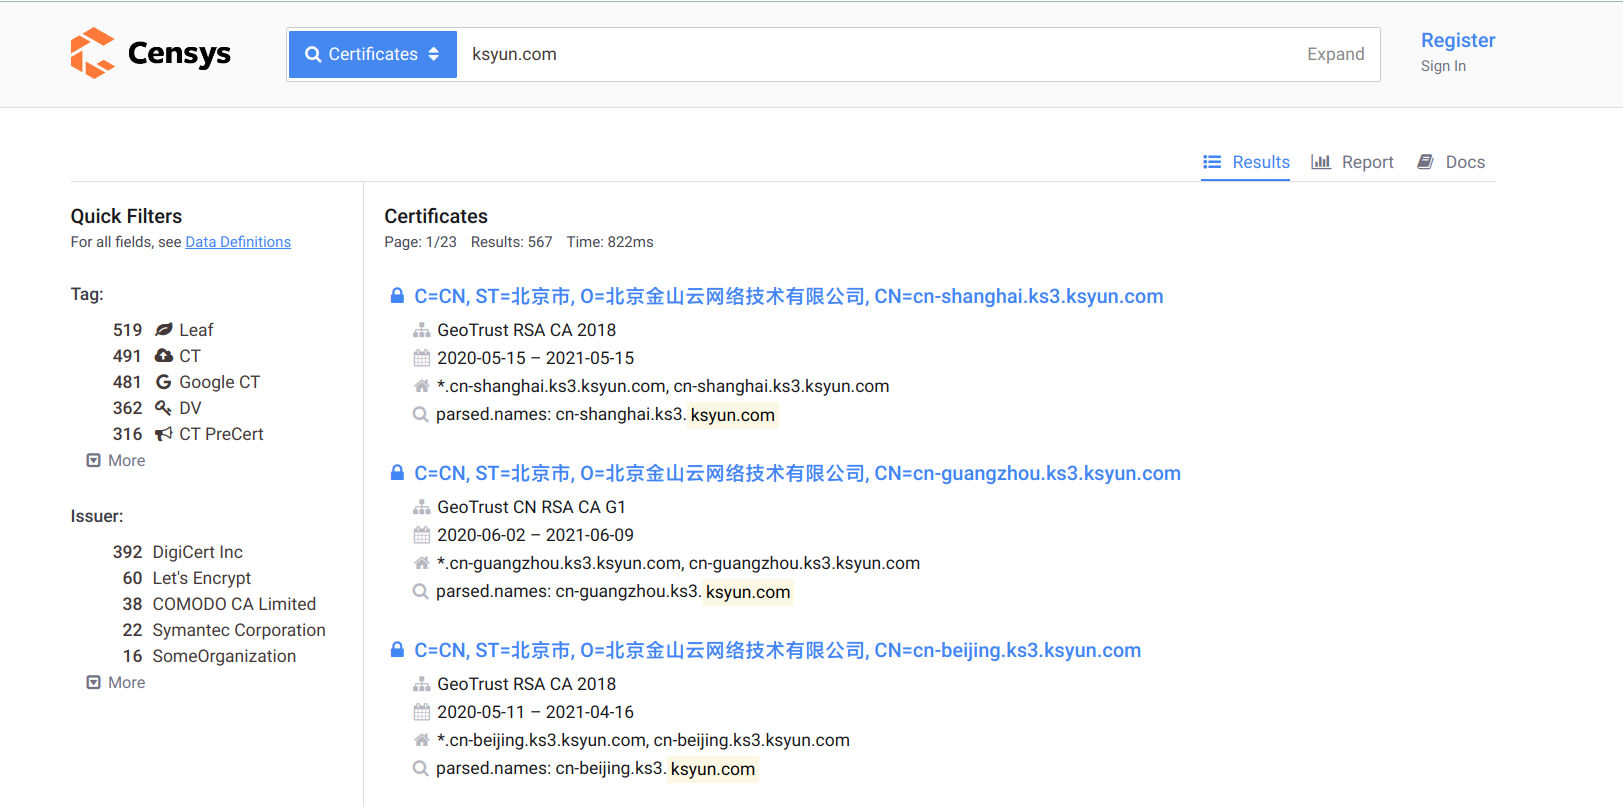 Censys
Certificates
ksyun.com
Expand
Register
Sign In
Results
Report
Docs
Quick Filters
For all fields, see Data Definitions
Tag:
519 Leaf
491 CT
481 Google CT
362 DV
316 CT PreCert
More
Issuer:
392 DigiCert Inc
60 Let's Encrypt
38 COMODO CA Limited
22 Symantec Corporation
16 SomeOrganization
More
Certificates
Page: 1/23 Results: 567 Time: 822ms
C=CN, ST=北京市, O=北京金山云网络技术有限公司, CN=cn-shanghai.ks3.ksyun.com
GeoTrust RSA CA 2018
2020-05-15 – 2021-05-15
*.cn-shanghai.ks3.ksyun.com, cn-shanghai.ks3.ksyun.com
parsed.names: cn-shanghai.ks3.ksyun.com
C=CN, ST=北京市, O=北京金山云网络技术有限公司, CN=cn-guangzhou.ks3.ksyun.com
GeoTrust CN RSA CA G1
2020-06-02 – 2021-06-09
*.cn-guangzhou.ks3.ksyun.com, cn-guangzhou.ks3.ksyun.com
parsed.names: cn-guangzhou.ks3.ksyun.com
C=CN, ST=北京市, O=北京金山云网络技术有限公司, CN=cn-beijing.ks3.ksyun.com
GeoTrust RSA CA 2018
2020-05-11 – 2021-04-16
*.cn-beijing.ks3.ksyun.com, cn-beijing.ks3.ksyun.com
parsed.names: cn-beijing.ks3.ksyun.com